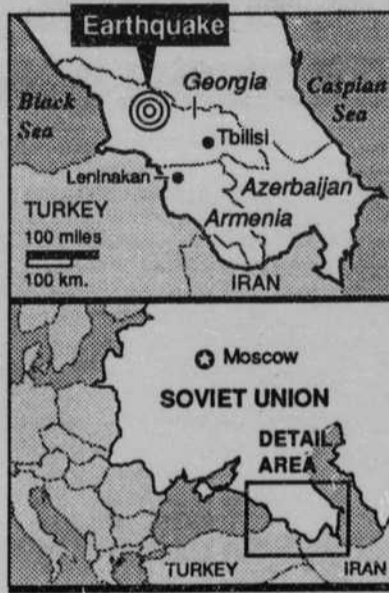 Earthquake
Georgia
Black
Sea
Caspian
Sea
Tbilisi
Leninakan
Azerbaijan
TURKEY
Armenia
100 miles
100 km.
IRAN
Moscow
SOVIET UNION
DETAIL
AREA
TURKEY
IRAN